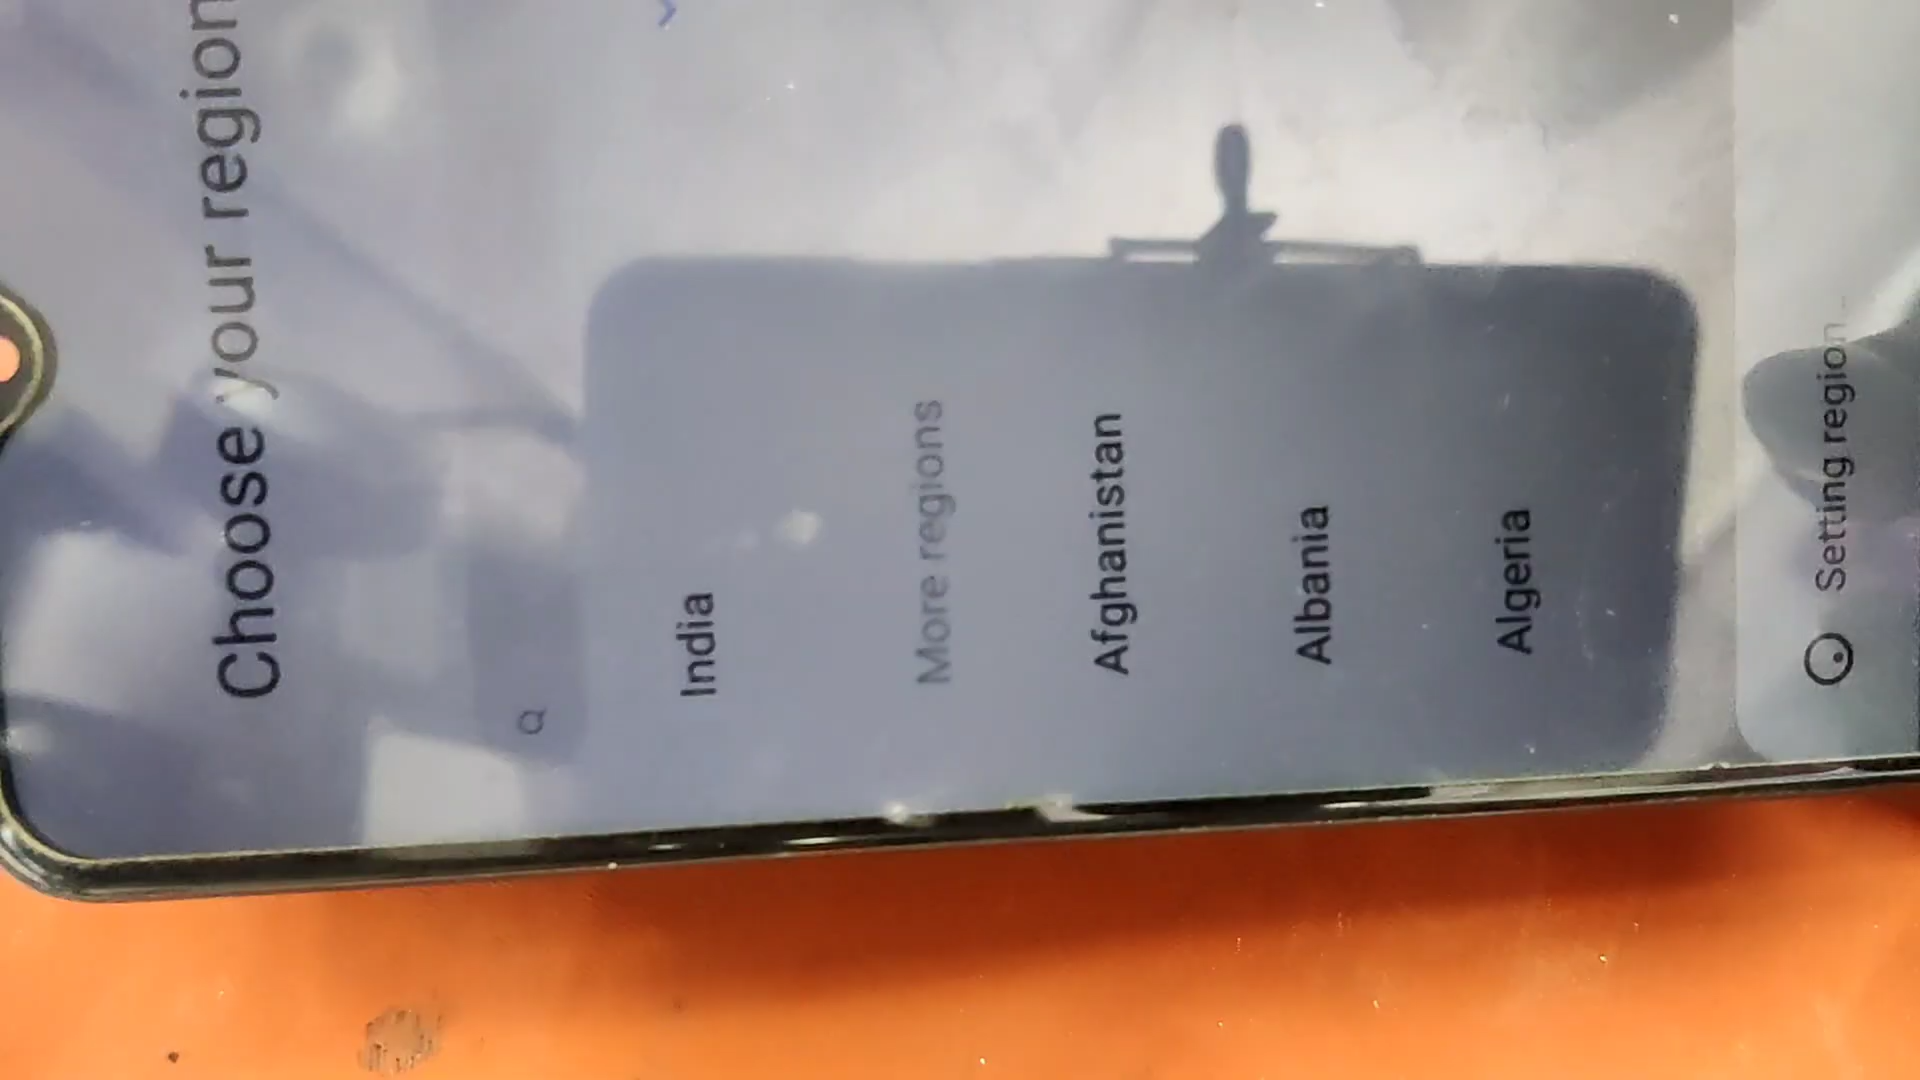 Choose your region
India
More regions
Afghanistan
Albania
Algeria
Setting region